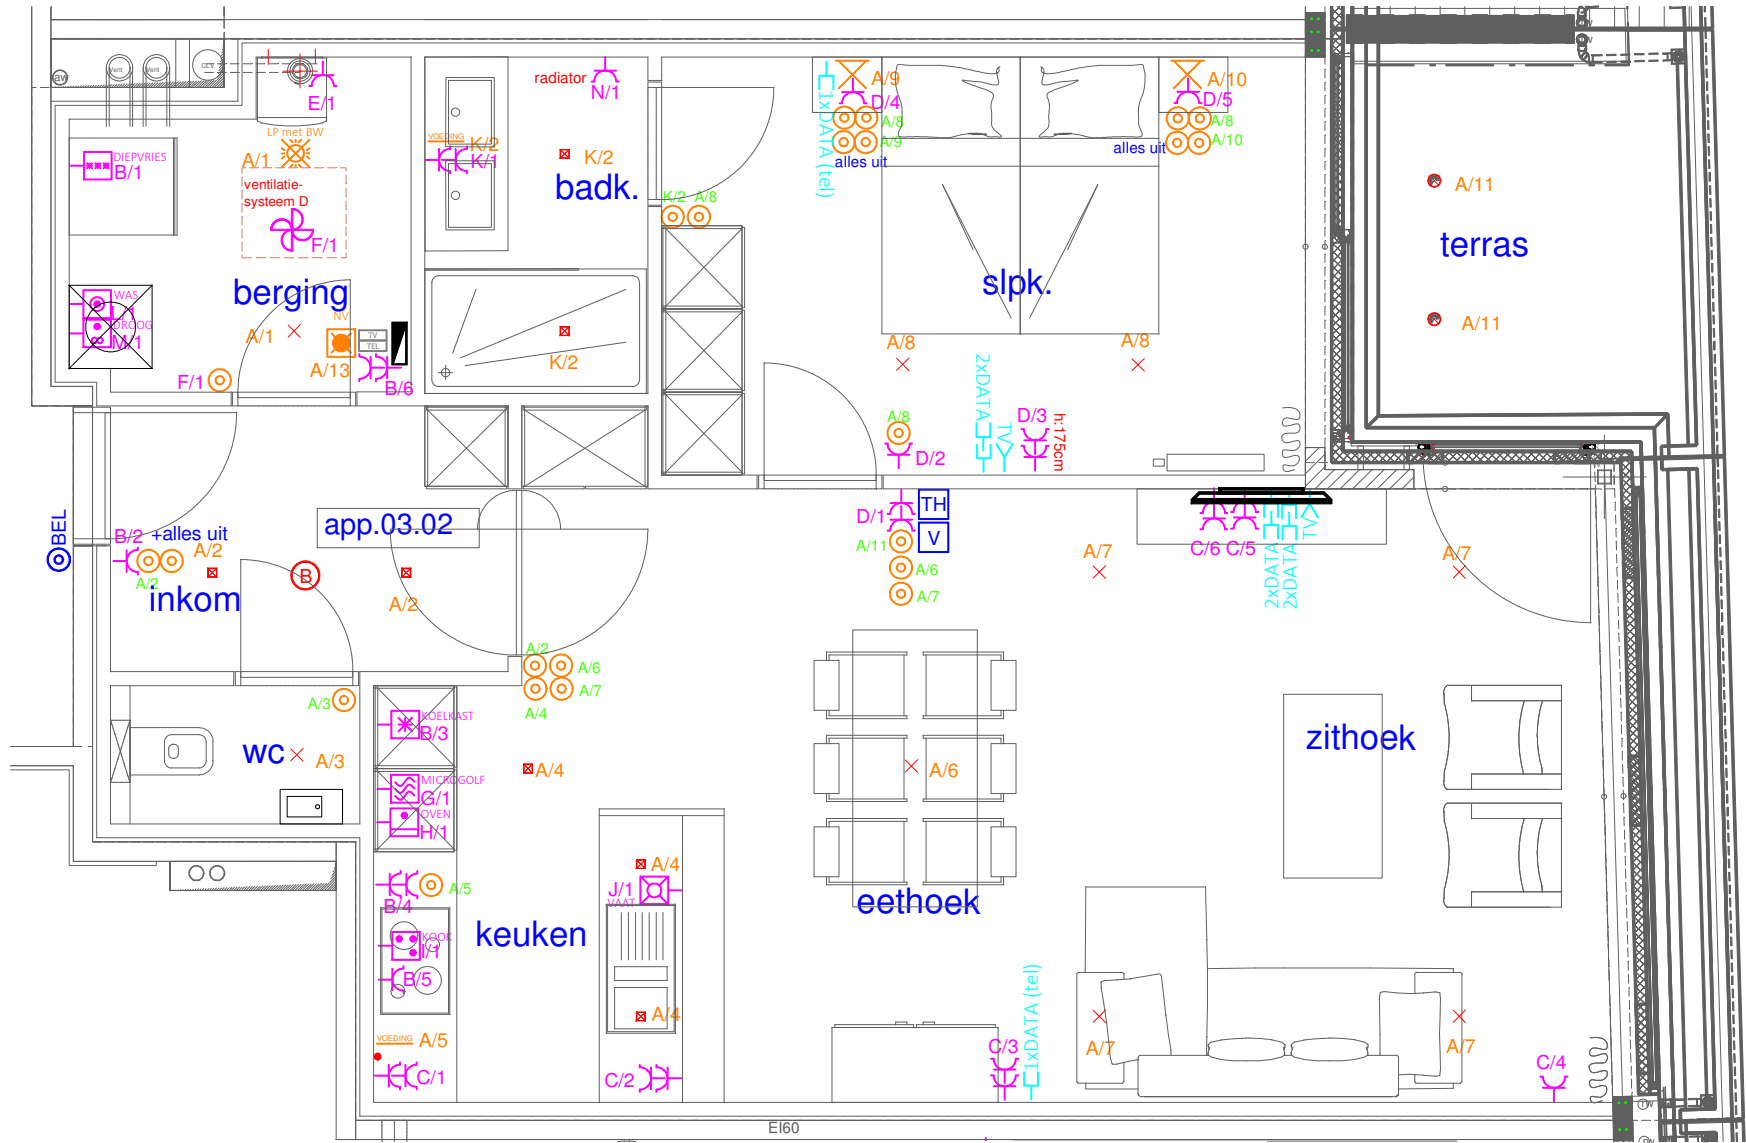 Vent
Vent
CEV
aw
E/1
LP met BW
A/1
DIEPVRIES
B/1
ventilatie-
systeem D
F/1
berging
WAS
L/1
DROOG
M/1
A/1
NV
A/13
TV
TEL
B/6
F/1
radiator
N/1
VOEDING
K/2
K/1
K/2
badk.
K/2
K/2
A/8
1xDATA (tel)
A/9
D/4
A/8
A/9
alles uit
A/10
D/5
A/8
A/10
alles uit
slpk.
A/8
A/8
A/8
D/2
2xDATA
TV
D/3
h:175cm
A/11
terras
A/11
BEL
B/2
+alles uit
A/2
A/2
inkom
B
app.03.02
A/2
D/1
TH
V
A/11
A/6
A/7
C/6
C/5
2xDATA
2xDATA
TV
A/7
A/7
A/2
A/6
A/7
A/4
A/3
wc
A/3
KOELKAST
B/3
MICROGOLF
G/1
OVEN
H/1
A/4
A/6
zithoek
A/5
B/4
KOOK
I/1
B/5
VOEDING
A/5
C/1
keuken
A/4
J/1
VAAT
A/4
C/2
eethoek
C/3
1xDATA (tel)
A/7
A/7
C/4
EI60